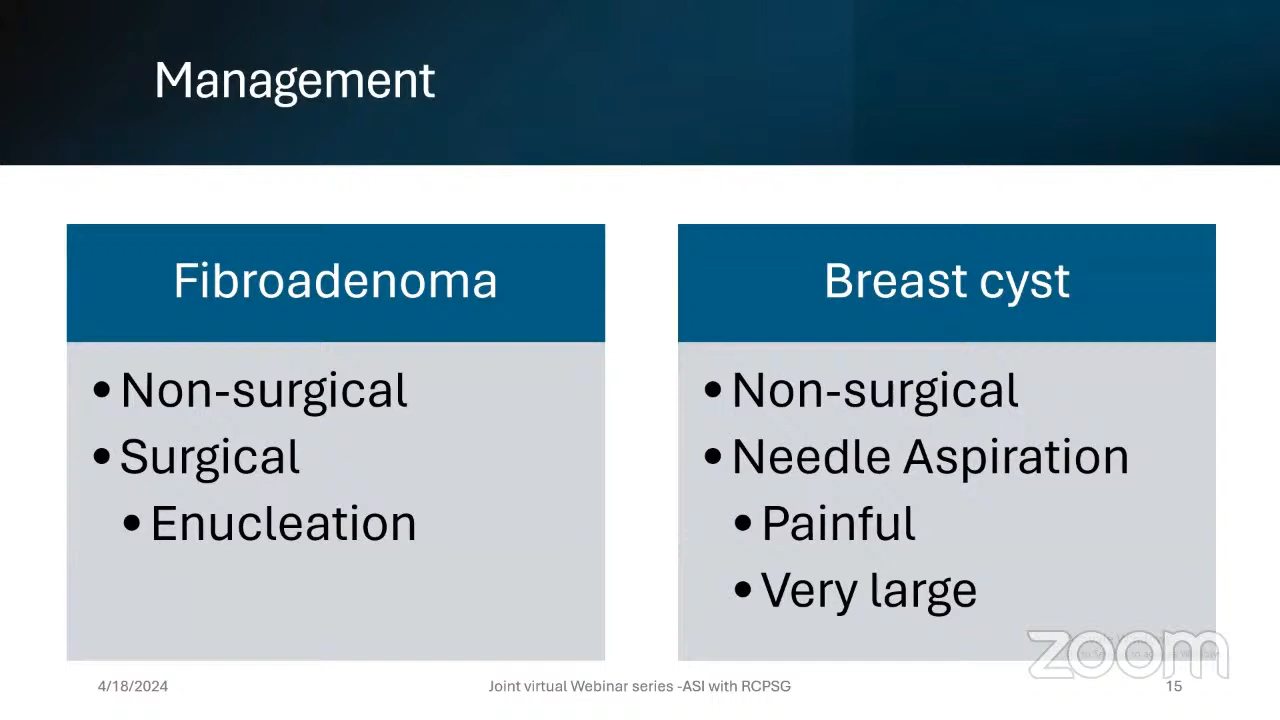 Management
Fibroadenoma
•Non-surgical
•Surgical
•Enucleation
Breast cyst
•Non-surgical
•Needle Aspiration
•Painful
•Very large
zoom
4/18/2024
Joint virtual Webinar series -ASI with RCPSG
15